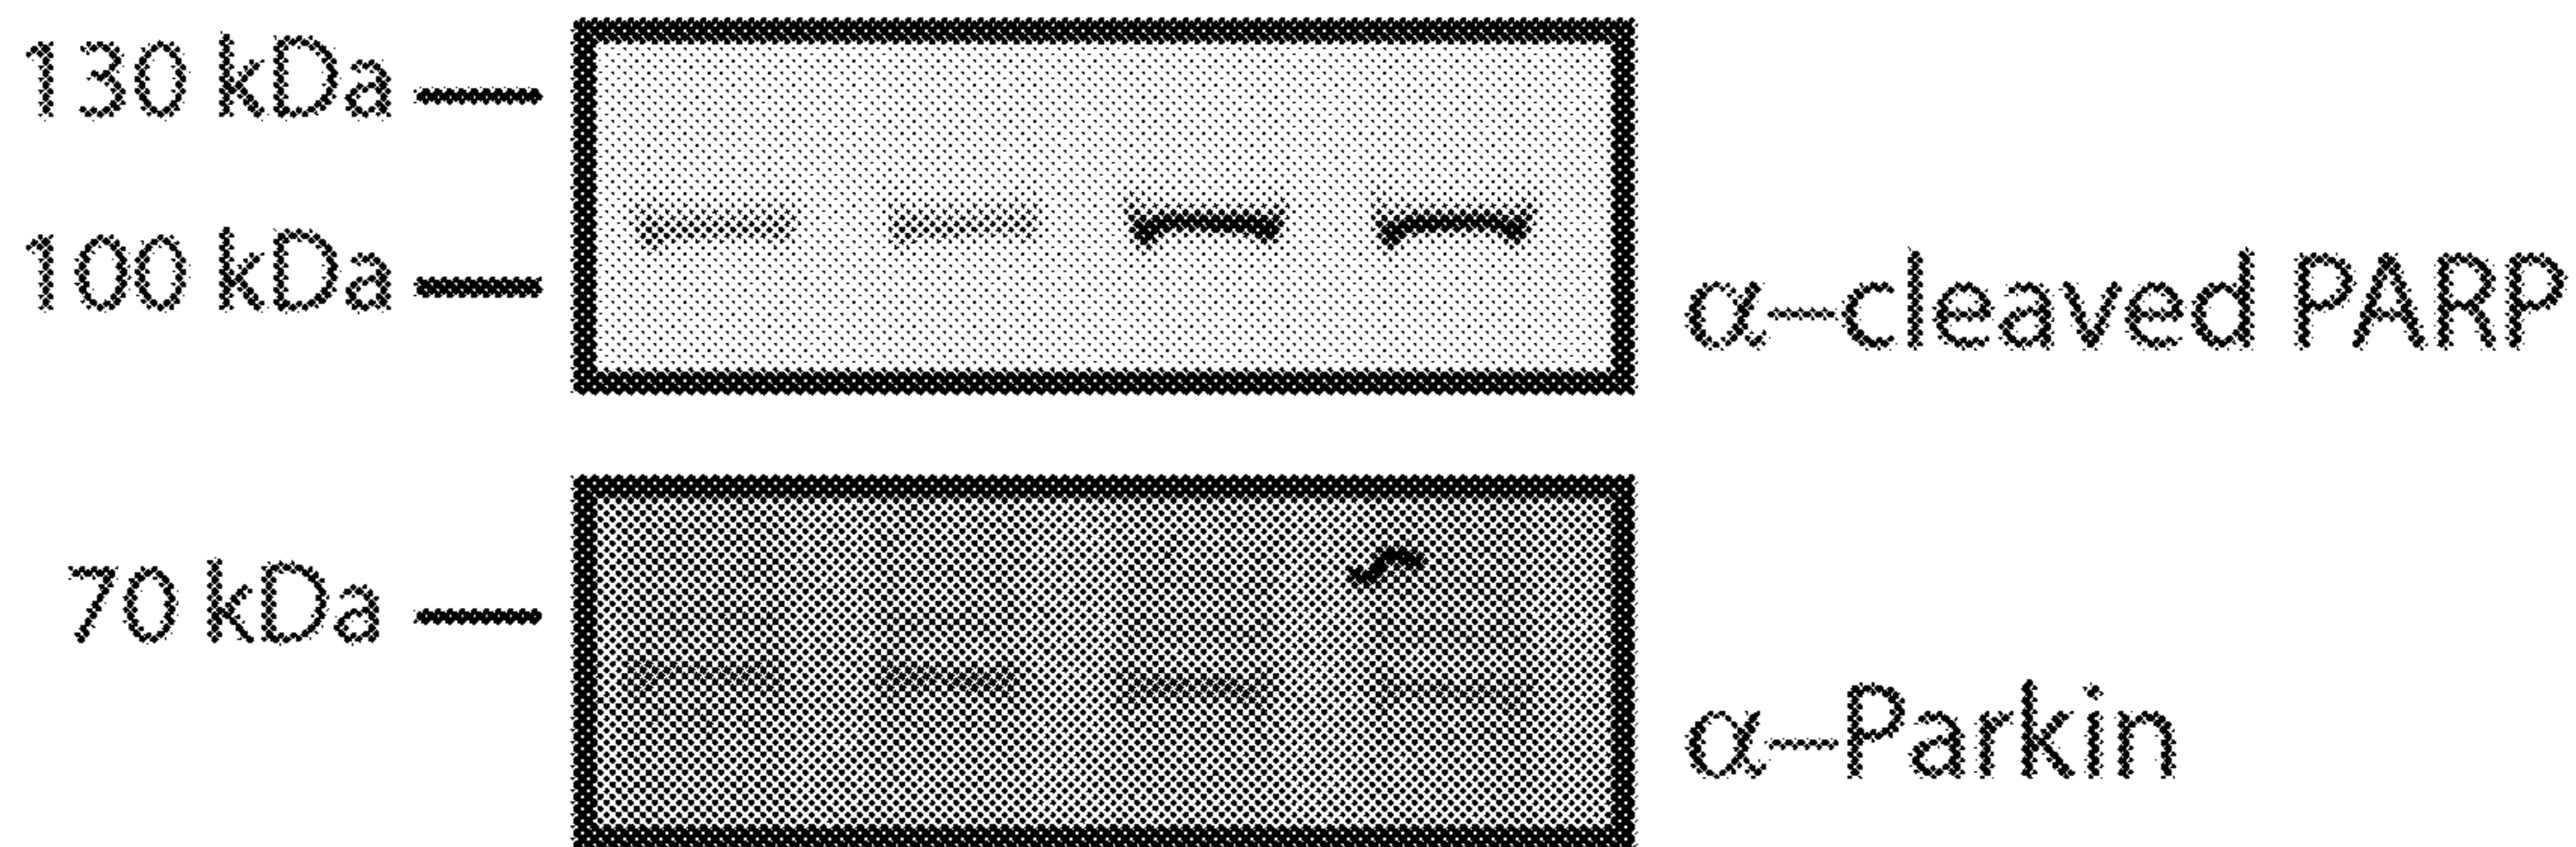 130 kDa
100 kDa
α–cleaved PARP
70 kDa
α–Parkin